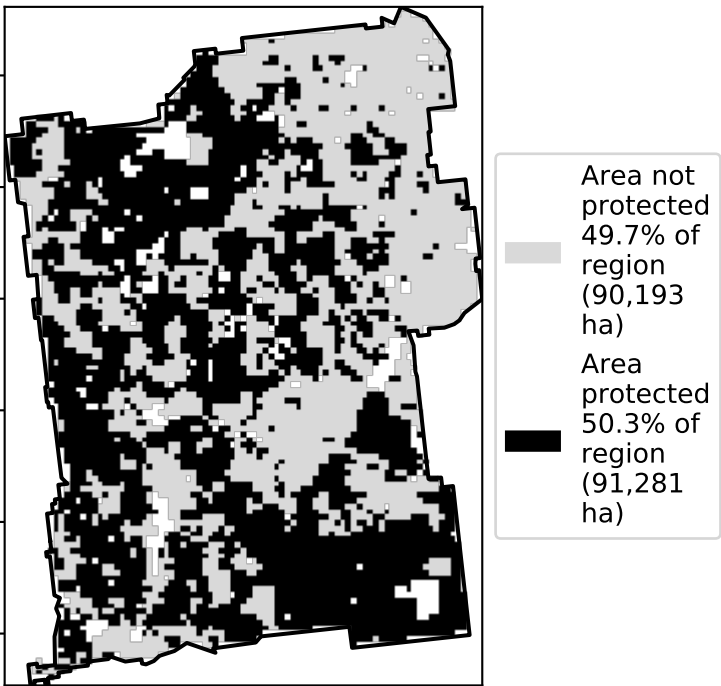 Area not
protected
49.7% of
region
(90,193
ha)
Area
protected
50.3% of
region
(91,281
ha)